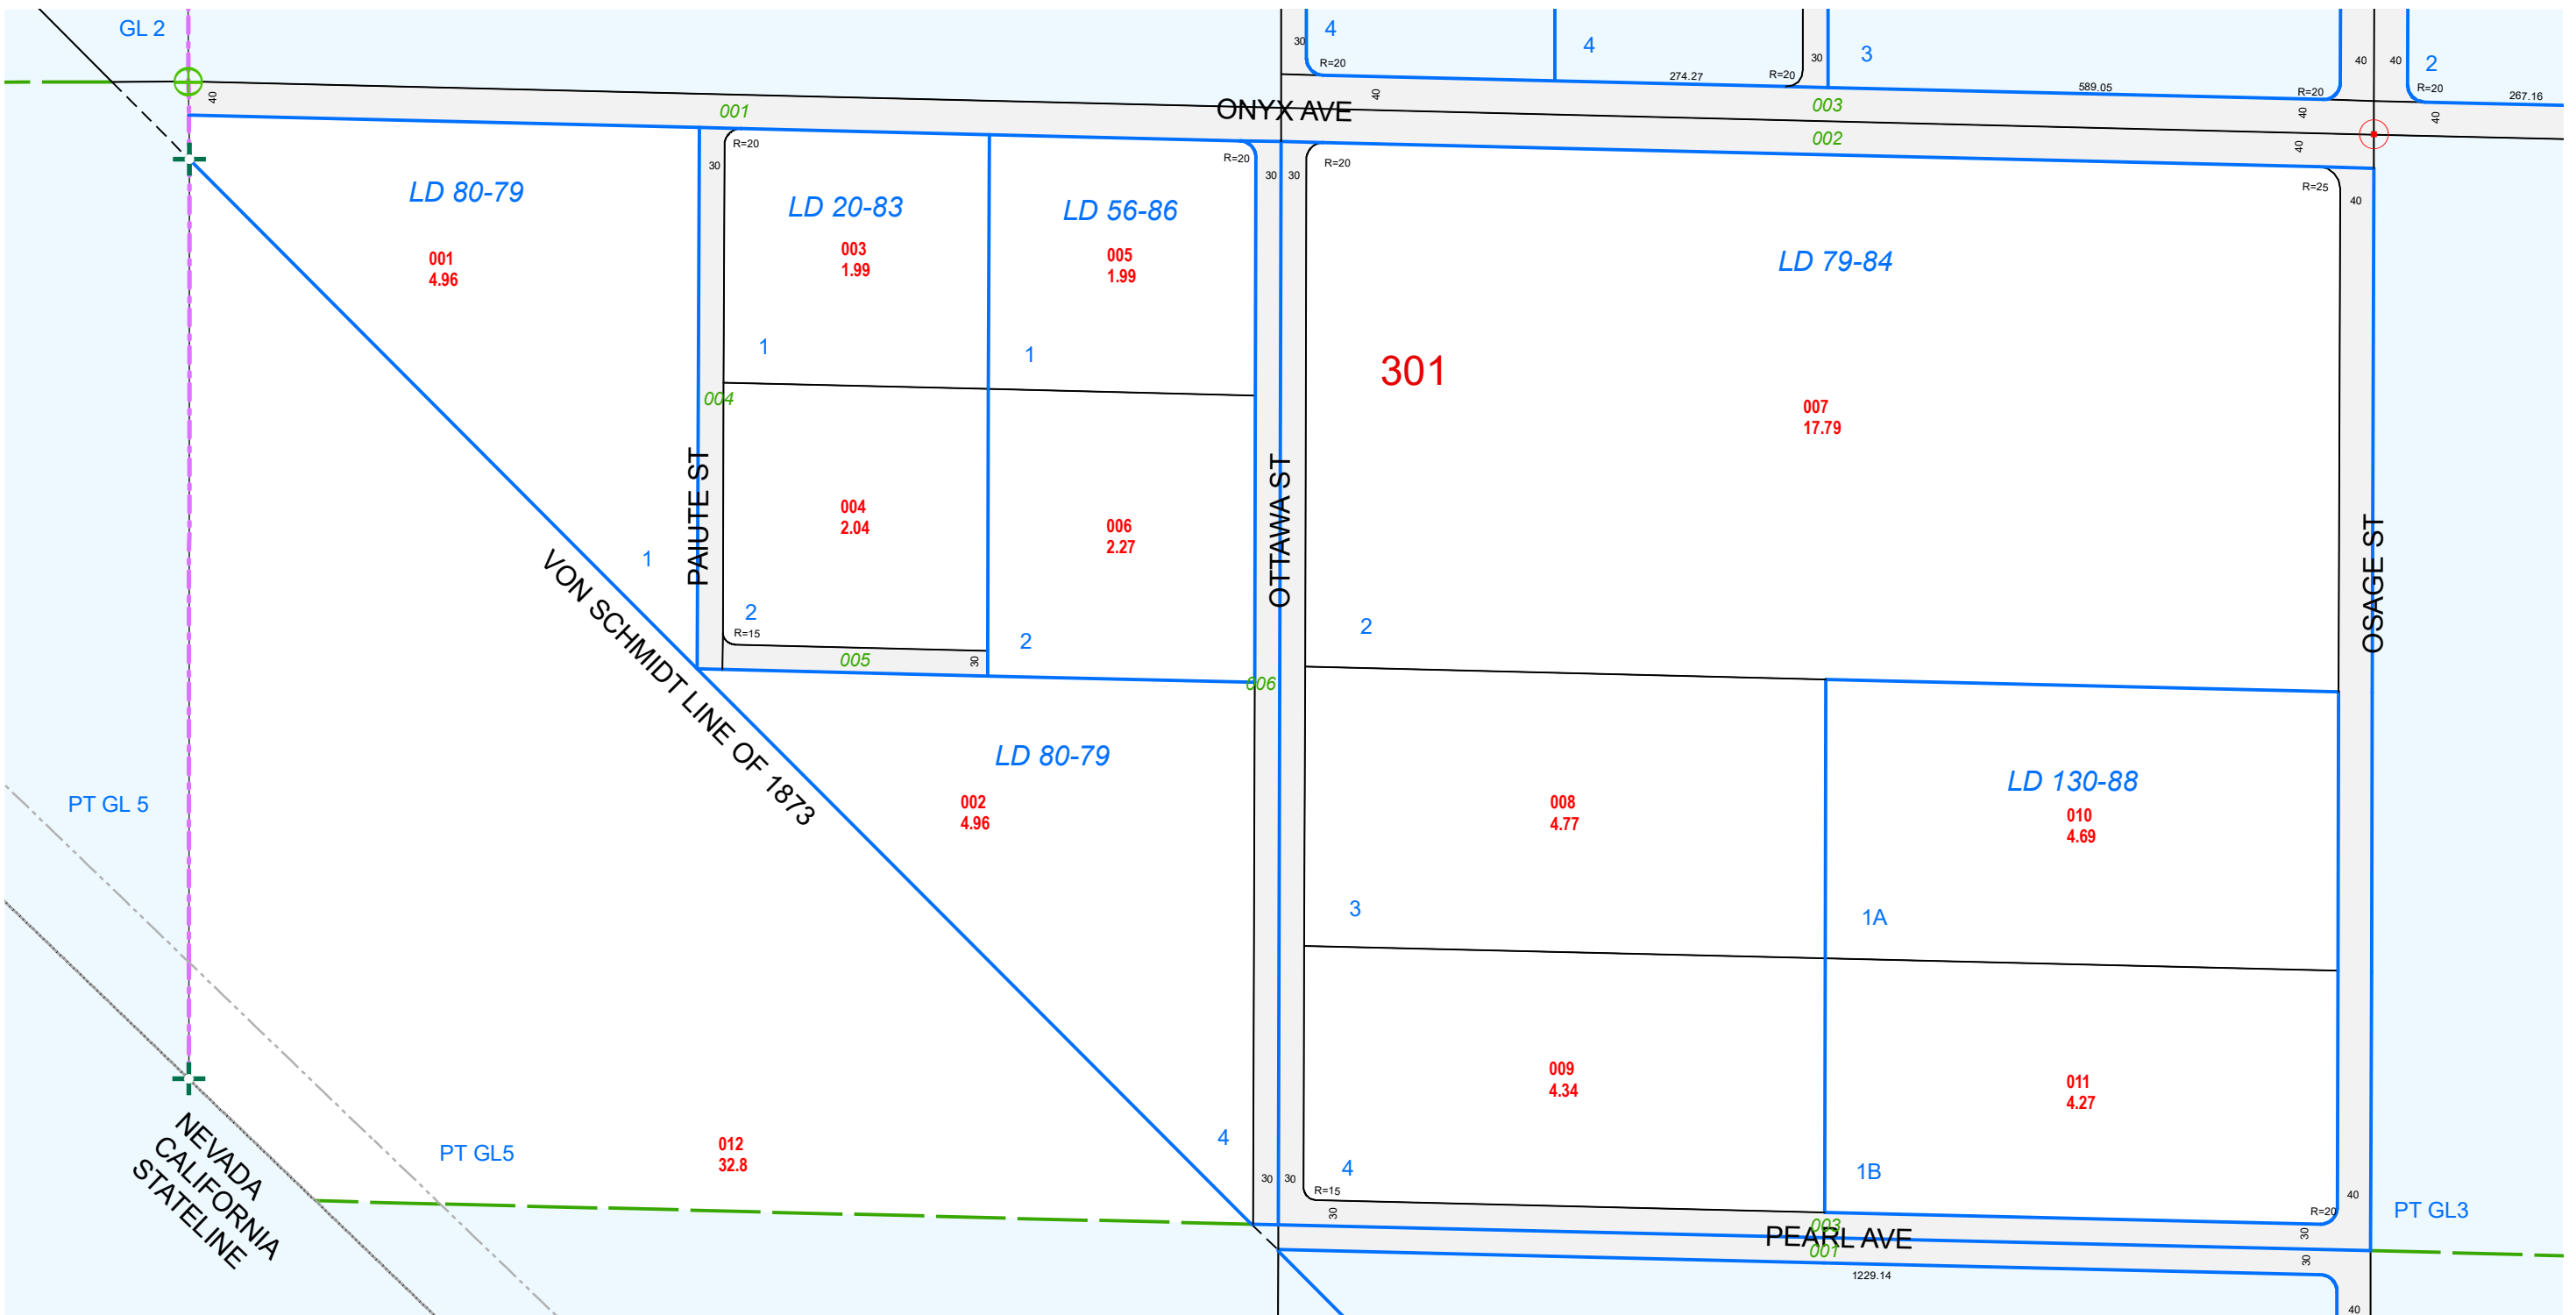 GL 2
4
4
3
2
30
30
40
40
R=20
R=20
R=20
R=20
274.27
589.05
267.16
40
40
40
40
001
ONYX AVE
003
002
40
R=20
R=20
R=20
R=25
30
30
30
40
LD 80-79
LD 20-83
LD 56-86
LD 79-84
001
4.96
003
1.99
005
1.99
1
1
301
004
007
17.79
PAIUTE ST
OTTAWA ST
OSAGE ST
004
2.04
006
2.27
1
2
R=15
2
2
005
30
006
VON SCHMIDT LINE OF 1873
LD 80-79
LD 130-88
PT GL 5
002
4.96
008
4.77
010
4.69
3
1A
009
4.34
011
4.27
NEVADA
CALIFORNIA
STATELINE
PT GL5
012
32.8
4
4
1B
30
30
R=15
30
40
R=20
PT GL3
003
PEARL AVE
001
30
30
1229.14
40